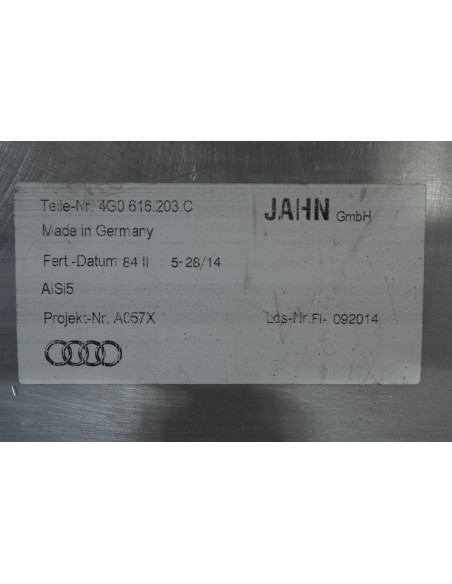 Teile-Nr. 4G0.616.203.C
JAHN GmbH
Made in Germany
Fert.-Datum 84 II 5-28/14
AlSi5
Projekt-Nr. A057X
Lds-Nr.FI- 092014